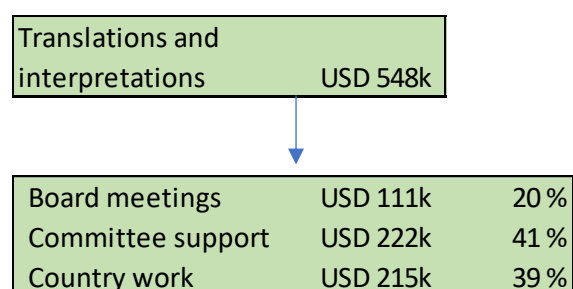 Translations and
interpretations USD 548k
Board meetings USD 111k 20 %
Committee support USD 222k 41 %
Country work USD 215k 39 %